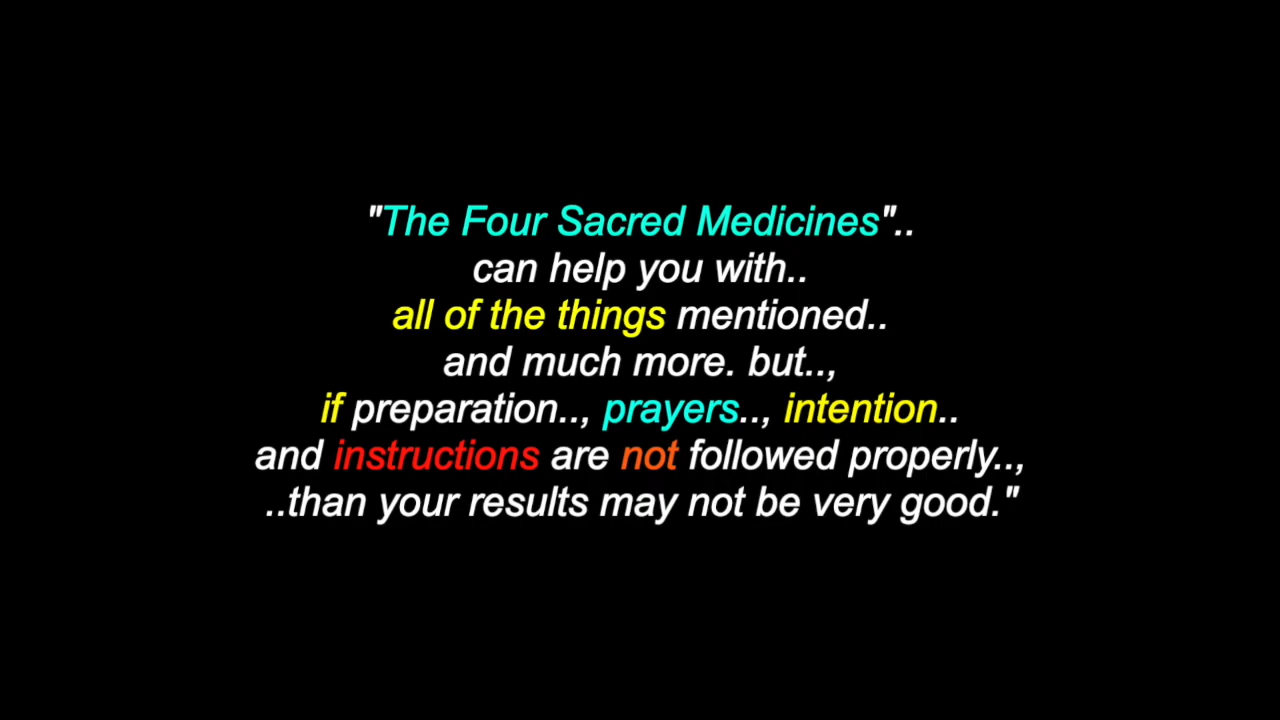 "The Four Sacred Medicines"..
can help you with..
all of the things mentioned..
and much more. but..,
if preparation.., prayers.., intention..
and instructions are not followed properly..,
..than your results may not be very good."